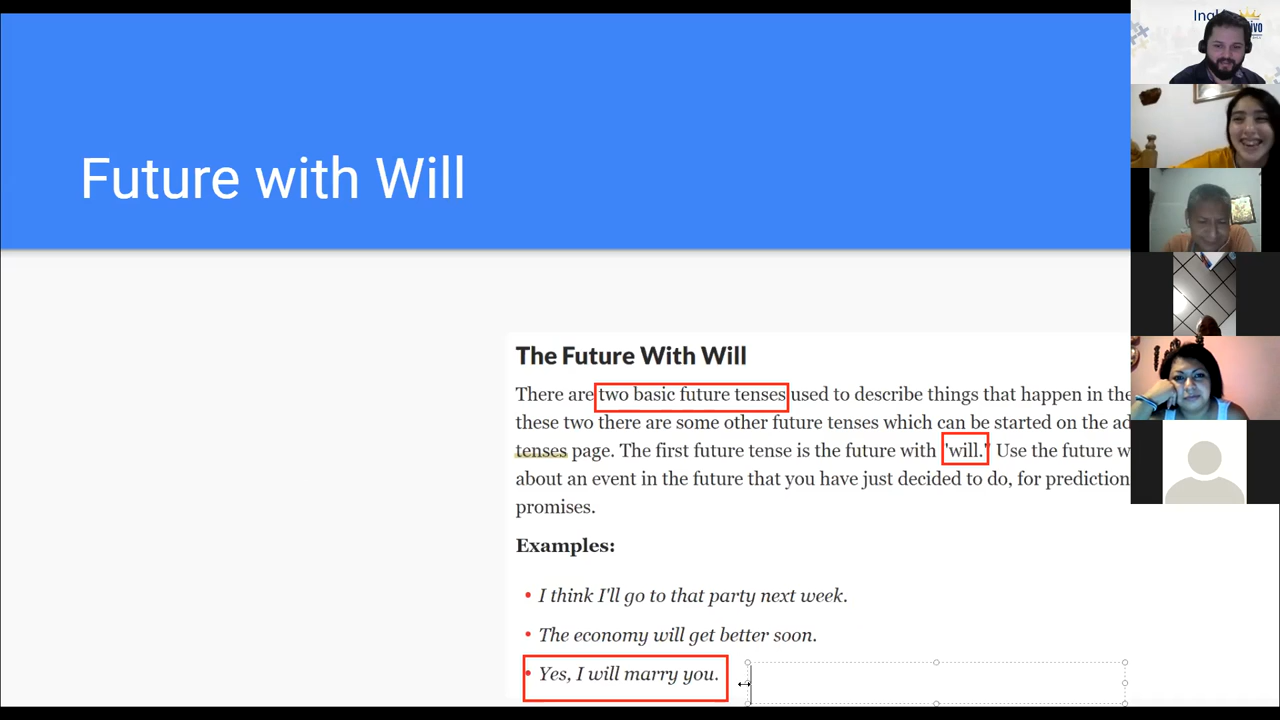 Future with Will
The Future With Will
There are two basic future tenses used to describe things that happen in the
these two there are some other future tenses which can be started on the ad
tenses page. The first future tense is the future with "will." Use the future w
about an event in the future that you have just decided to do, for prediction
promises.
Examples:
• I think I'll go to that party next week.
• The economy will get better soon.
• Yes, I will marry you.